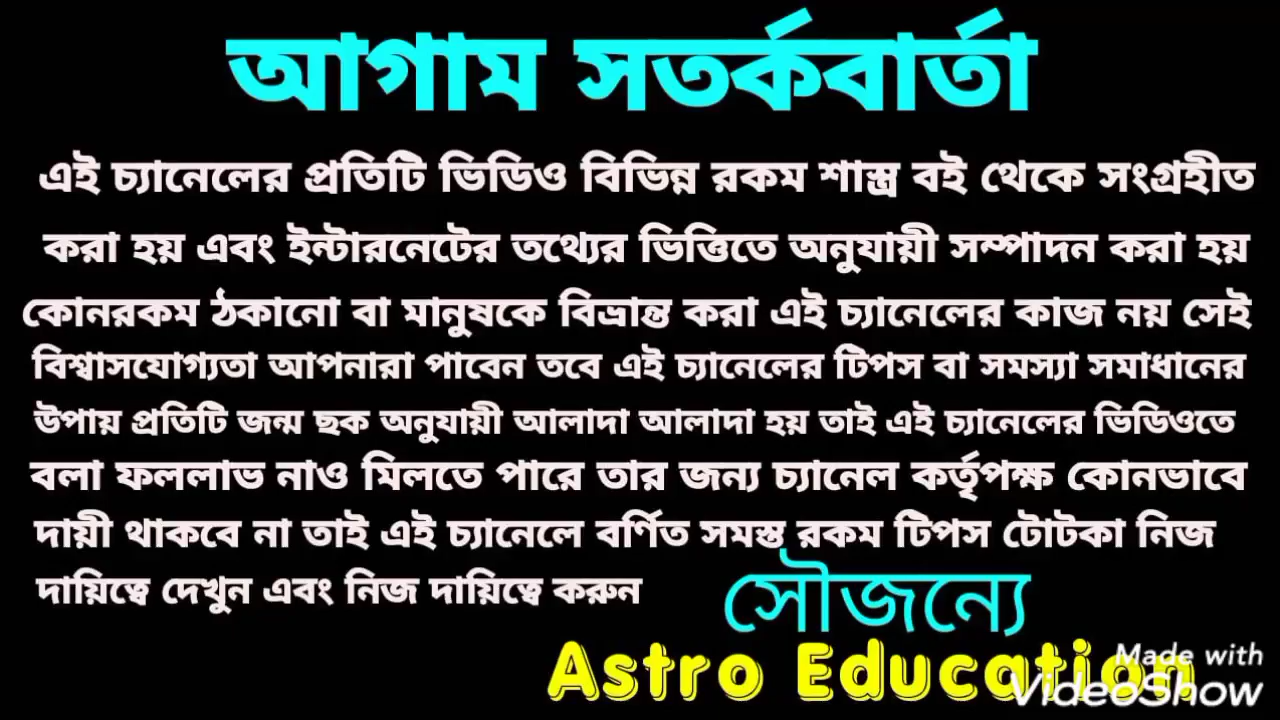 আগাম সতর্কবার্তা
এই চ্যানেলের প্রতিটি ভিডিও বিভিন্ন রকম শাস্ত্র বই থেকে সংগ্রহীত
করা হয় এবং ইন্টারনেটের তথ্যের ভিত্তিতে অনুযায়ী সম্পাদন করা হয়
কোনরকম ঠকানো বা মানুষকে বিভ্রান্ত করা এই চ্যানেলের কাজ নয় সেই
বিশ্বাসযোগ্যতা আপনারা পাবেন তবে এই চ্যানেলের টিপস বা সমস্যা সমাধানের
উপায় প্রতিটি জন্ম ছক অনুযায়ী আলাদা আলাদা হয় তাই এই চ্যানেলের ভিডিওতে
বলা ফললাভ নাও মিলতে পারে তার জন্য চ্যানেল কর্তৃপক্ষ কোনভাবে
দায়ী থাকবে না তাই এই চ্যানেলে বর্ণিত সমস্ত রকম টিপস টোটকা নিজ
দায়িত্বে দেখুন এবং নিজ দায়িত্বে করুন
সৌজন্যে
Astro Education
Made with
VideoShow